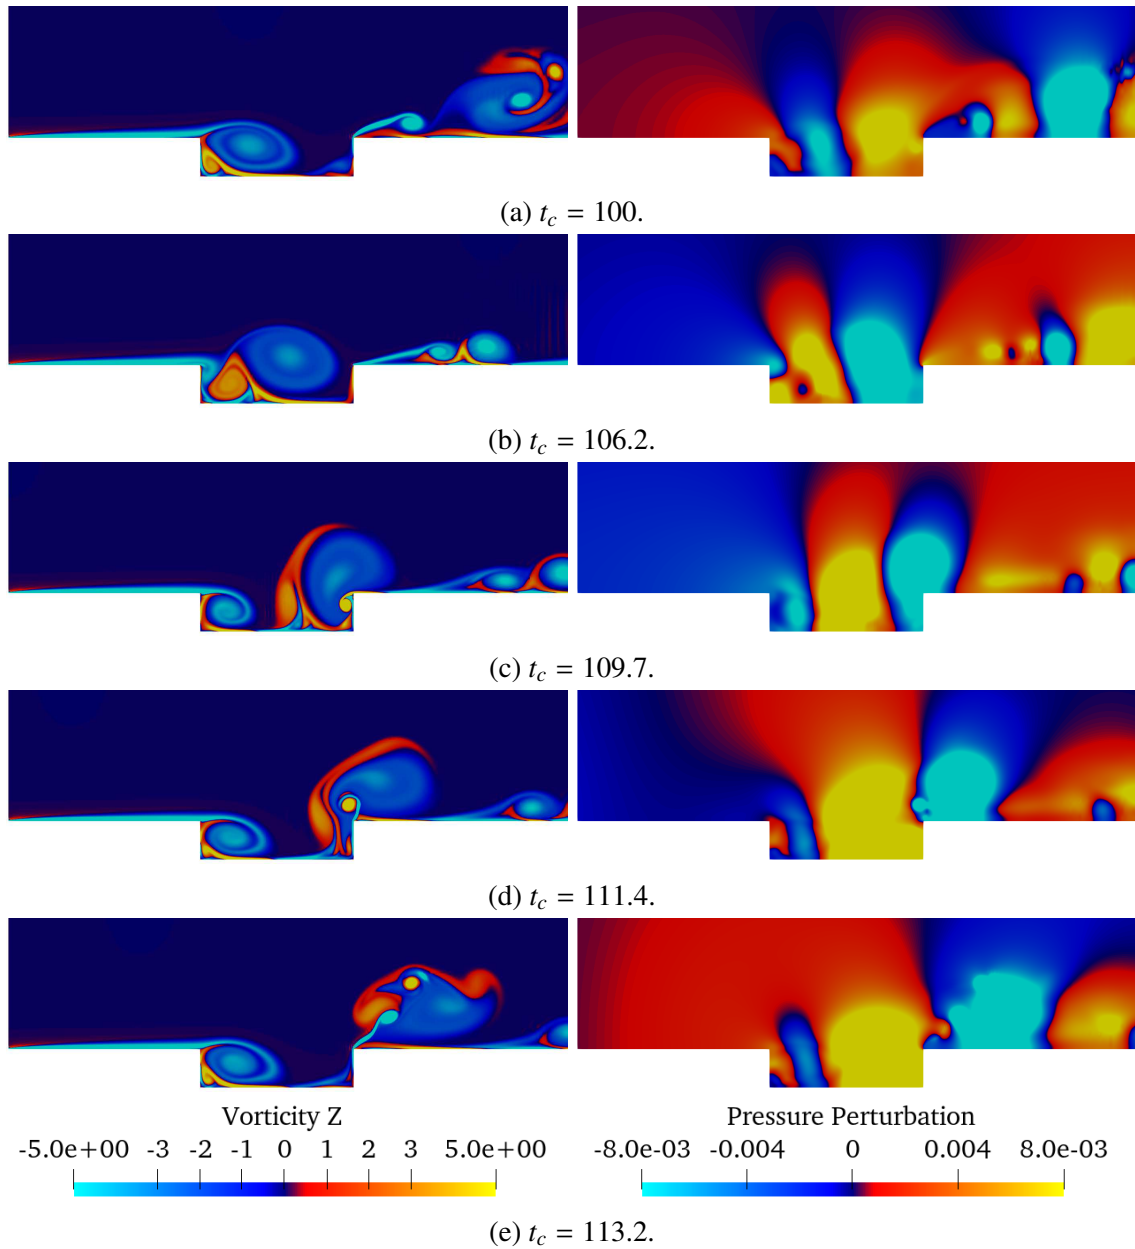 (a) t_c = 100.
(b) t_c = 106.2.
(c) t_c = 109.7.
(d) t_c = 111.4.
Vorticity Z
-5.0e+00 -3 -2 -1 0 1 2 3 5.0e+00
Pressure Perturbation
-8.0e-03 -0.004 0 0.004 8.0e-03
(e) t_c = 113.2.